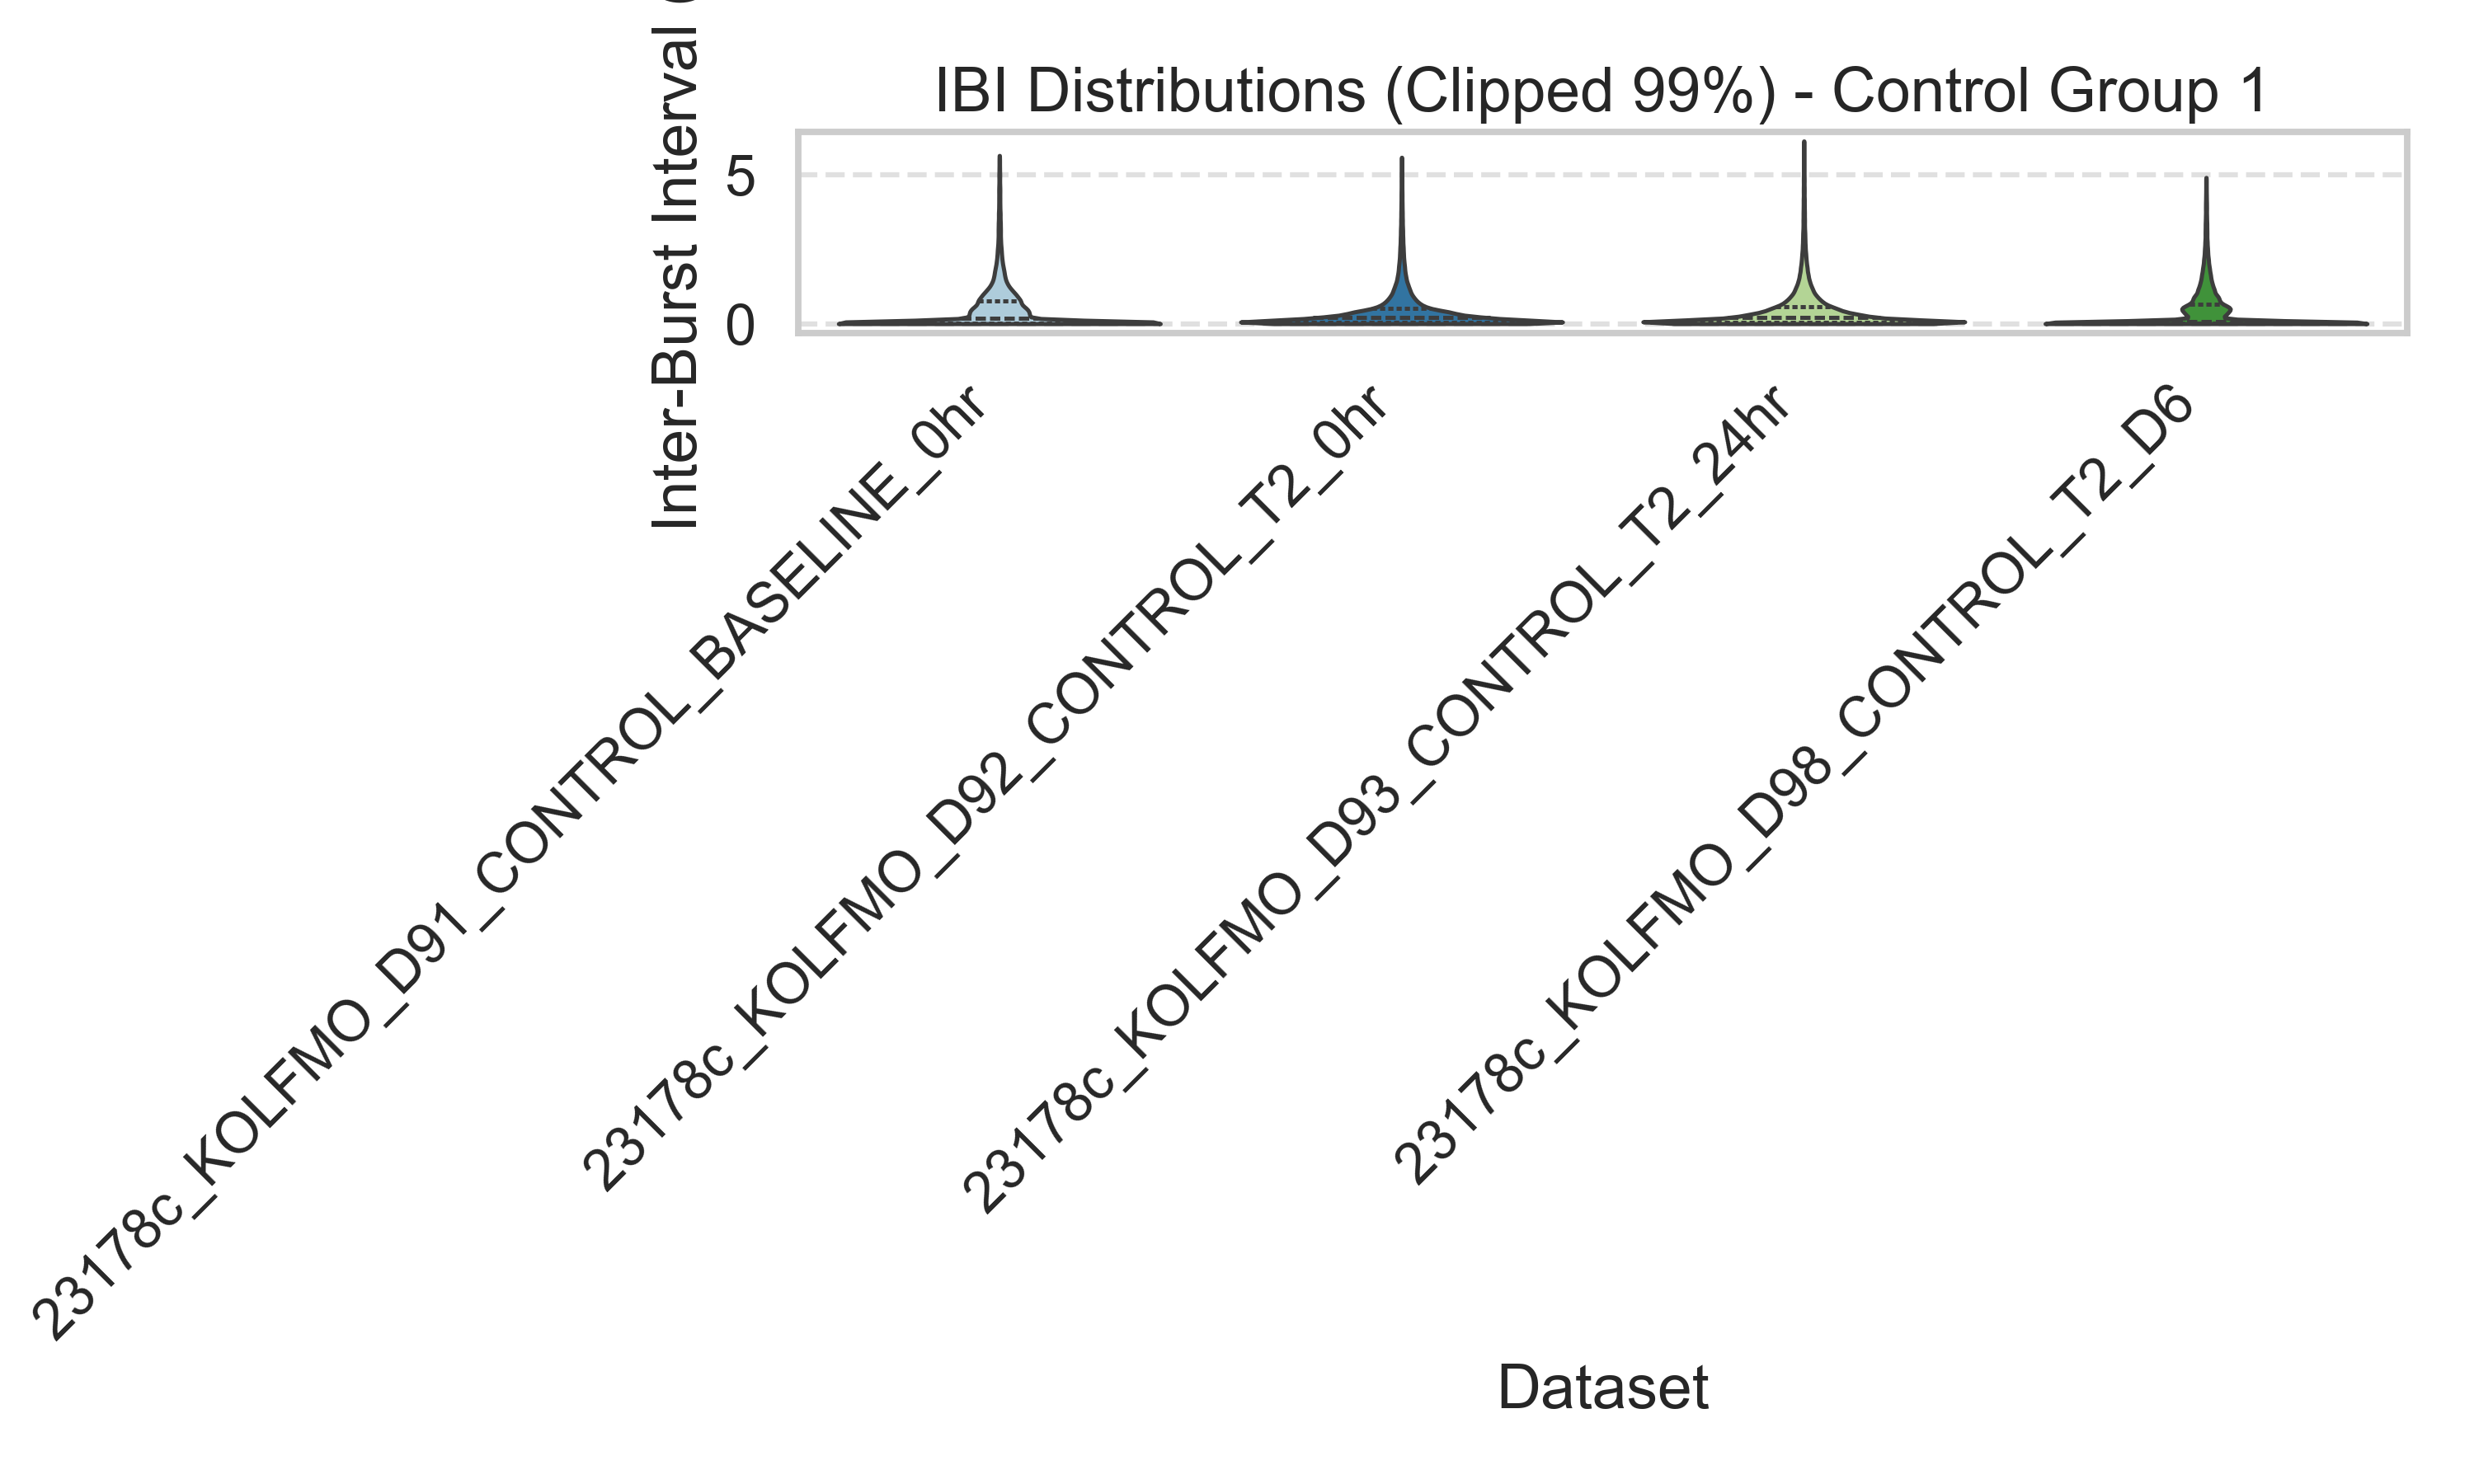 IBI Distributions (Clipped 99%) - Control Group 1
Inter-Burst Interval
5
0
23178c_KOLFMO_D91_CONTROL_BASELINE_0hr
23178c_KOLFMO_D92_CONTROL_T2_0hr
23178c_KOLFMO_D93_CONTROL_T2_24hr
23178c_KOLFMO_D98_CONTROL_T2_D6
Dataset